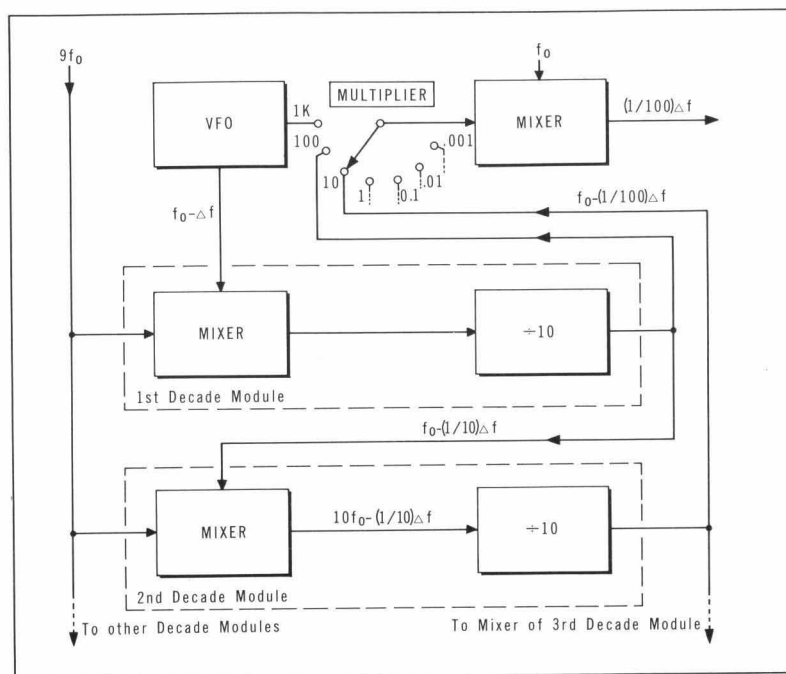 9f₀
f₀
MULTIPLIER
VFO
1K
100
10
1
0.1
.01
.001
MIXER
(1/100)△f
f₀-△f
f₀-(1/100)△f
MIXER
÷10
1st Decade Module
f₀-(1/10)△f
MIXER
10f₀-(1/10)△f
÷10
2nd Decade Module
To other Decade Modules
To Mixer of 3rd Decade Module